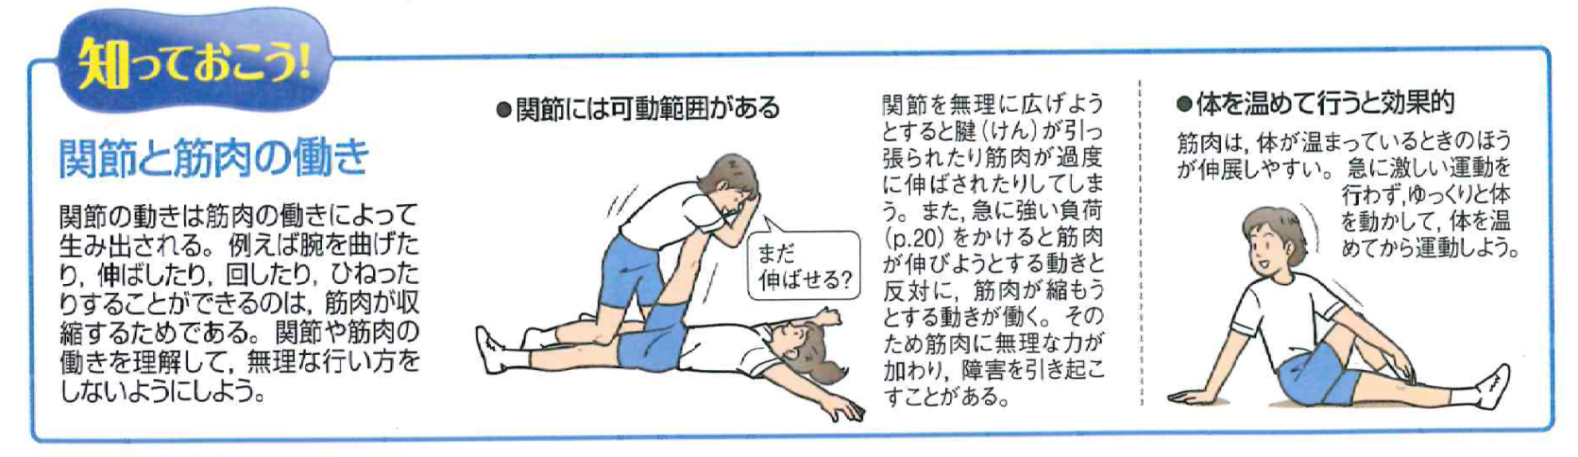 知っておこう!
関節と筋肉の働き
関節の動きは筋肉の働きによって
生み出される。例えば腕を曲げた
り,伸ばしたり,回したり,ひねった
りすることができるのは,筋肉が収
縮するためである。関節や筋肉の
働きを理解して,無理な行い方を
しないようにしよう。
●関節には可動範囲がある
まだ
伸ばせる?
関節を無理に広げよう
とすると腱(けん)が引っ
張られたり筋肉が過度
に伸ばされたりしてしま
う。また,急に強い負荷
(p.20)をかけると筋肉
が伸びようとする動きと
反対に,筋肉が縮もう
とする動きが働く。その
ため筋肉に無理な力が
加わり,障害を引き起こ
すことがある。
●体を温めて行うと効果的
筋肉は,体が温まっているときのほう
が伸展しやすい。急に激しい運動を
行わず,ゆっくりと体
を動かして,体を温
めてから運動しよう。